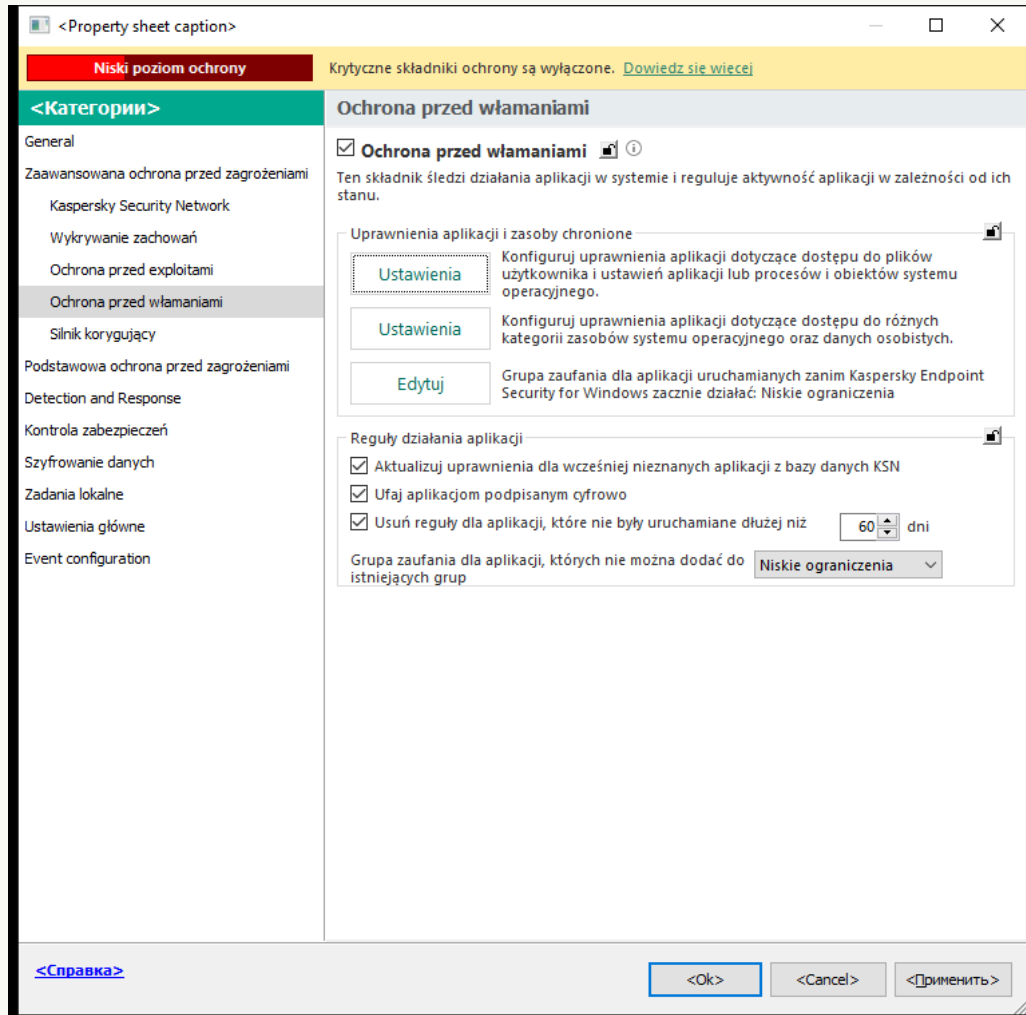 <Property sheet caption>
Niski poziom ochrony
Krytyczne składniki ochrony są wyłączone. Dowiedz się więcej
<Категории>
Ochrona przed włamaniami
General
Zaawansowana ochrona przed zagrożeniami
Kaspersky Security Network
Wykrywanie zachowań
Ochrona przed exploitami
Ochrona przed włamaniami
Silnik korygujący
Podstawowa ochrona przed zagrożeniami
Detection and Response
Kontrola zabezpieczeń
Szyfrowanie danych
Zadania lokalne
Ustawienia główne
Event configuration
Ochrona przed włamaniami
Ten składnik śledzi działania aplikacji w systemie i reguluje aktywność aplikacji w zależności od ich
stanu.
Uprawnienia aplikacji i zasoby chronione
Ustawienia
Konfiguruj uprawnienia aplikacji dotyczące dostępu do plików
użytkownika i ustawień aplikacji lub procesów i obiektów systemu
operacyjnego.
Ustawienia
Konfiguruj uprawnienia aplikacji dotyczące dostępu do różnych
kategorii zasobów systemu operacyjnego oraz danych osobistych.
Edytuj
Grupa zaufania dla aplikacji uruchamianych zanim Kaspersky Endpoint
Security for Windows zacznie działać: Niskie ograniczenia
Reguły działania aplikacji
Aktualizuj uprawnienia dla wcześniej nieznanych aplikacji z bazy danych KSN
Ufaj aplikacjom podpisanym cyfrowo
Usuń reguły dla aplikacji, które nie były uruchamiane dłużej niż 60 dni
Grupa zaufania dla aplikacji, których nie można dodać do
istniejących grup
Niskie ograniczenia
<Справка>
<Ok>
<Cancel>
<Применить>